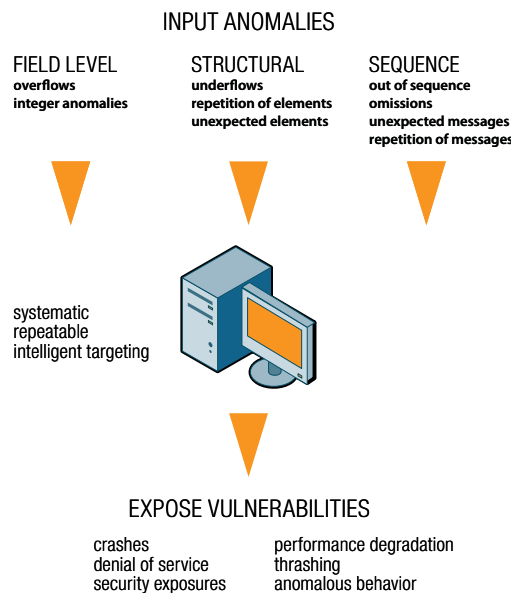 INPUT ANOMALIES
FIELD LEVEL
overflows
integer anomalies
STRUCTURAL
underflows
repetition of elements
unexpected elements
SEQUENCE
out of sequence
omissions
unexpected messages
repetition of messages
systematic
repeatable
intelligent targeting
EXPOSE VULNERABILITIES
crashes
denial of service
security exposures
performance degradation
thrashing
anomalous behavior